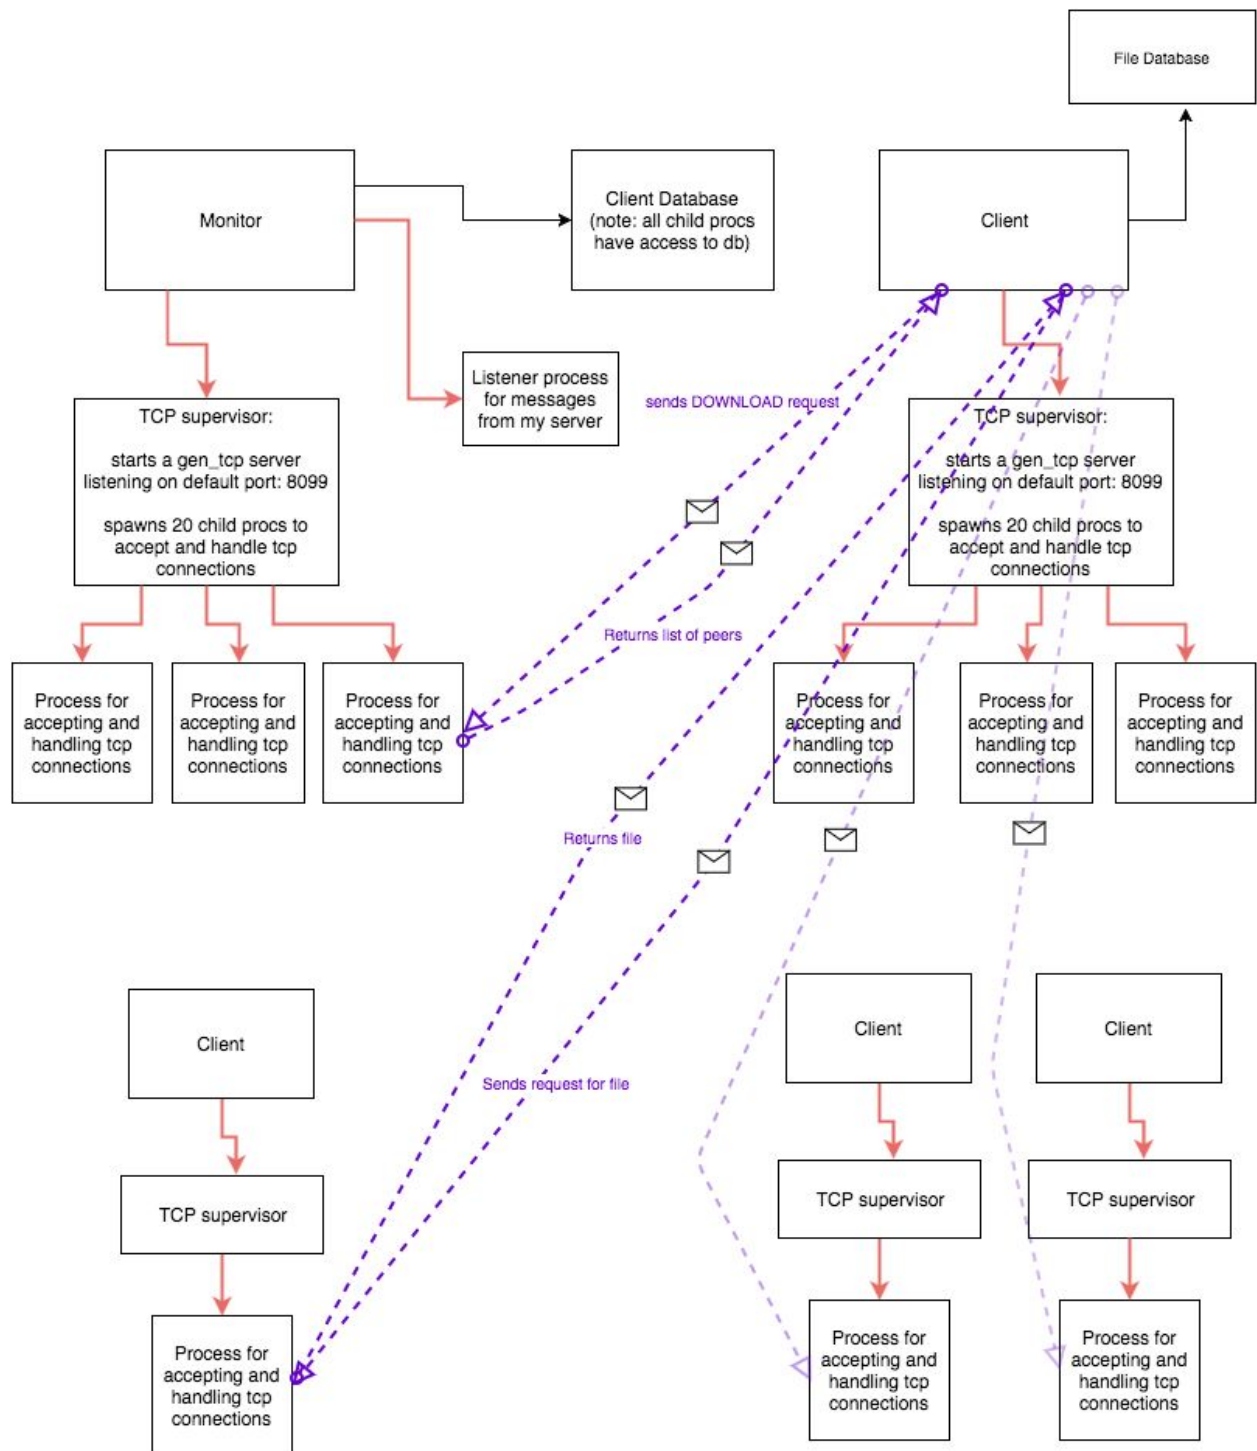 File Database
Monitor
Client Database
(note: all child procs
have access to db)
Client
Listener process
for messages
from my server
sends DOWNLOAD request
TCP supervisor:
starts a gen_tcp server
listening on default port: 8099
spawns 20 child procs to
accept and handle tcp
connections
TCP supervisor:
starts a gen_tcp server
listening on default port: 8099
spawns 20 child procs to
accept and handle tcp
connections
Returns list of peers
Process for
accepting and
handling tcp
connections
Process for
accepting and
handling tcp
connections
Process for
accepting and
handling tcp
connections
Process for
accepting and
handling tcp
connections
Process for
accepting and
handling tcp
connections
Process for
accepting and
handling tcp
connections
Returns file
Sends request for file
Client
TCP supervisor
Process for
accepting and
handling tcp
connections
Client
TCP supervisor
Process for
accepting and
handling tcp
connections
Client
TCP supervisor
Process for
accepting and
handling tcp
connections